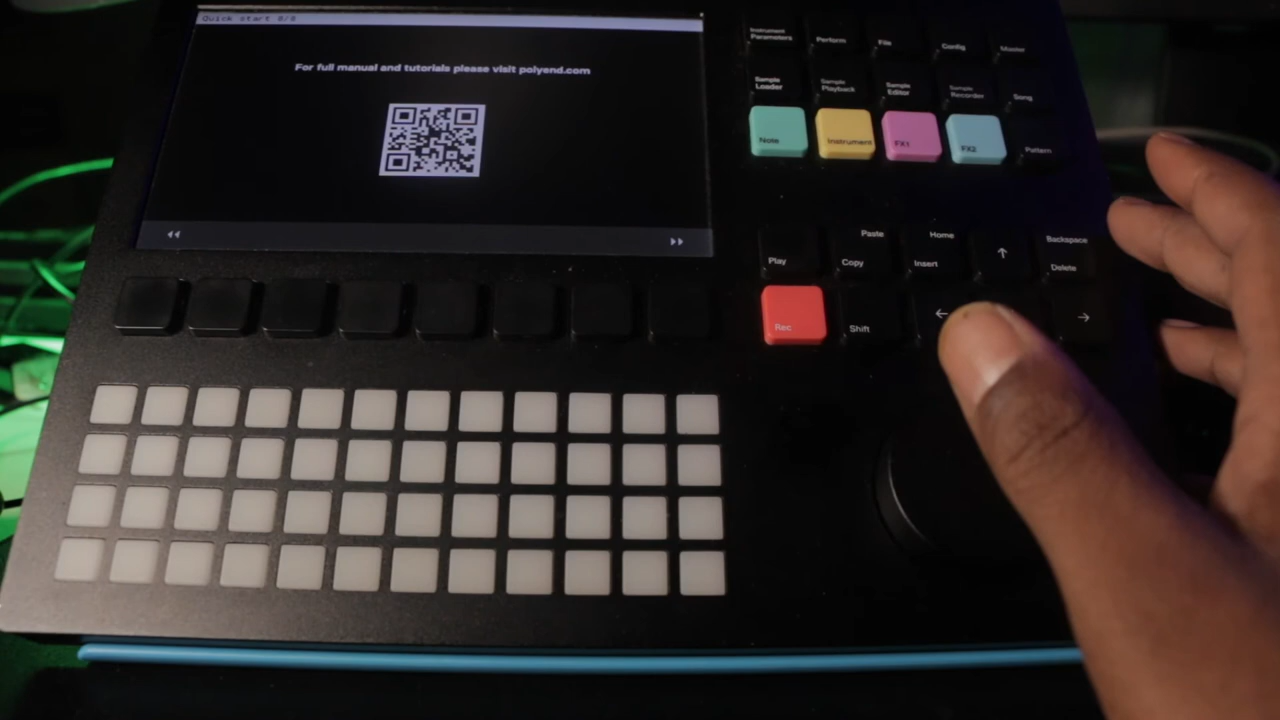 Quick start 8/8
For full manual and tutorials please visit polyend.com
Instrument Parameters
Perform
File
Config
Master
Sample Loader
Sample Playback
Sample Editor
Sample Recorder
Song
Note
Instrument
FX1
FX2
Pattern
Play
Paste
Copy
Home
Insert
↑
Backspace
Delete
Rec
Shift
←
→